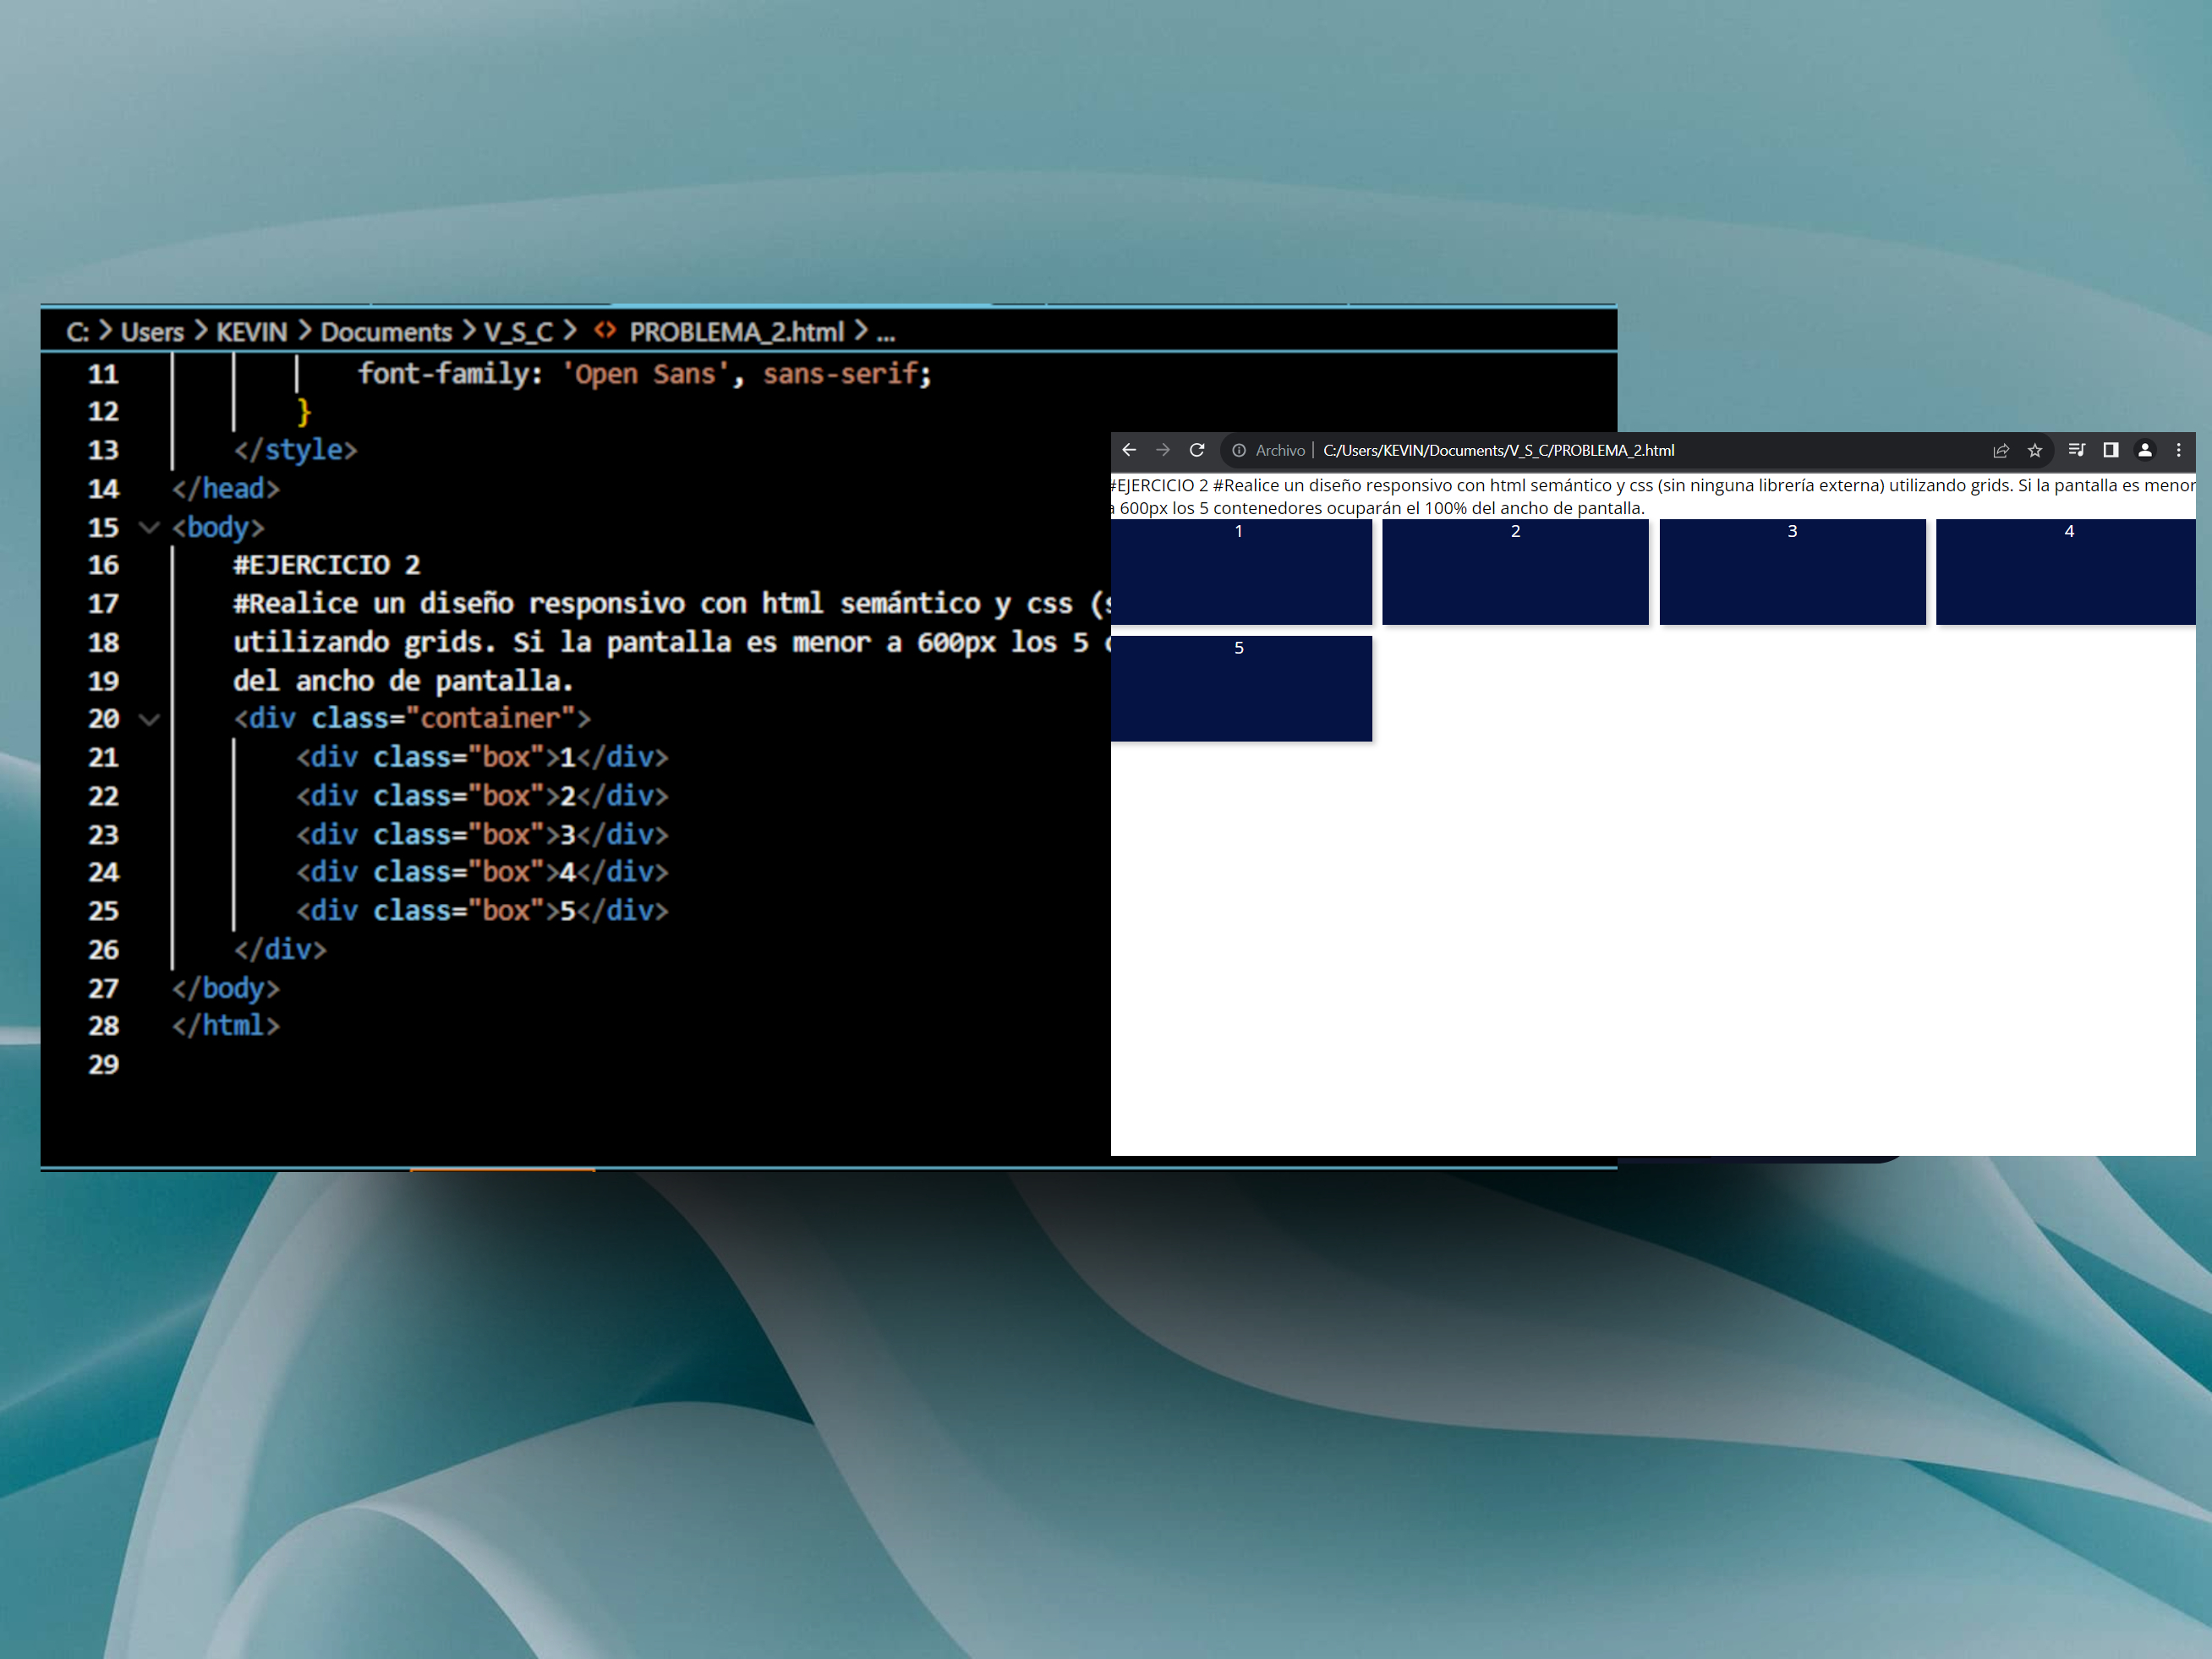 C: > Users > KEVIN > Documents > V_S_C > <> PROBLEMA_2.html > ...
11 font-family: 'Open Sans', sans-serif;
12 }
13 </style>
14 </head>
15 <body>
16 #EJERCICIO 2
17 #Realice un diseño responsivo con html semántico y css (s
18 utilizando grids. Si la pantalla es menor a 600px los 5
19 del ancho de pantalla.
20 <div class="container">
21 <div class="box">1</div>
22 <div class="box">2</div>
23 <div class="box">3</div>
24 <div class="box">4</div>
25 <div class="box">5</div>
26 </div>
27 </body>
28 </html>
29
Archivo | C:/Users/KEVIN/Documents/V_S_C/PROBLEMA_2.html
#EJERCICIO 2 #Realice un diseño responsivo con html semántico y css (sin ninguna librería externa) utilizando grids. Si la pantalla es menor
a 600px los 5 contenedores ocuparán el 100% del ancho de pantalla.
1 2 3 4
5